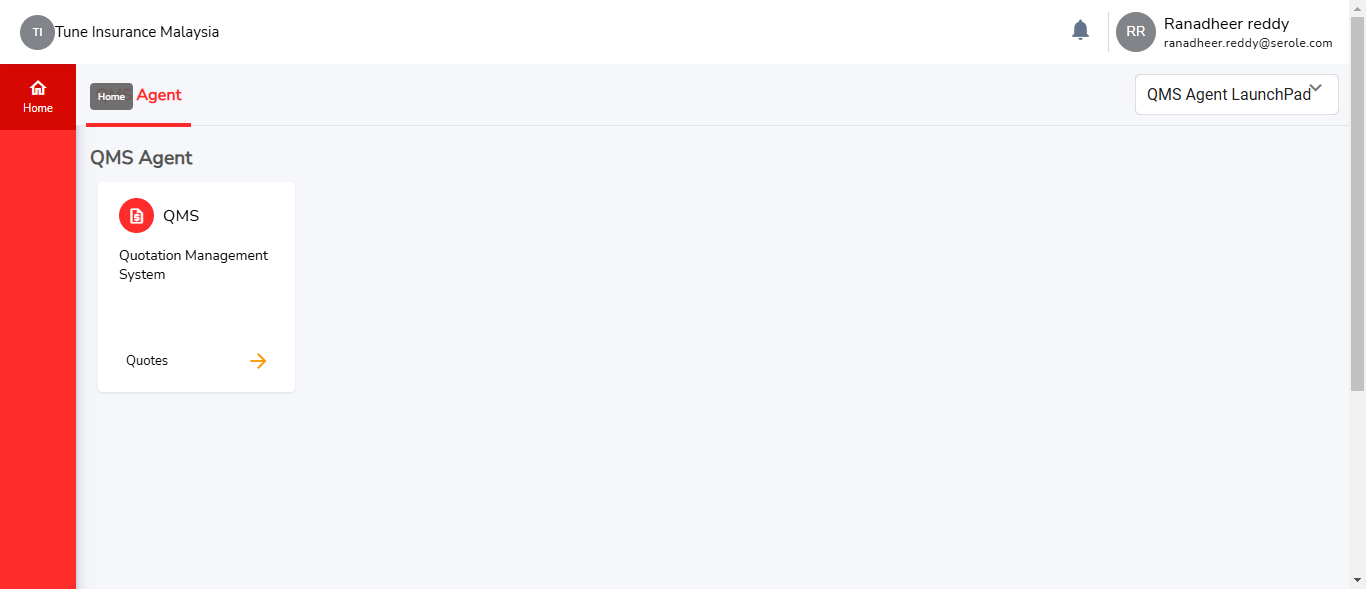 TI Tune Insurance Malaysia
RR Ranadheer reddy
ranadheer.reddy@serole.com
Home
Home Agent
QMS Agent LaunchPad
QMS Agent
QMS
Quotation Management
System
Quotes